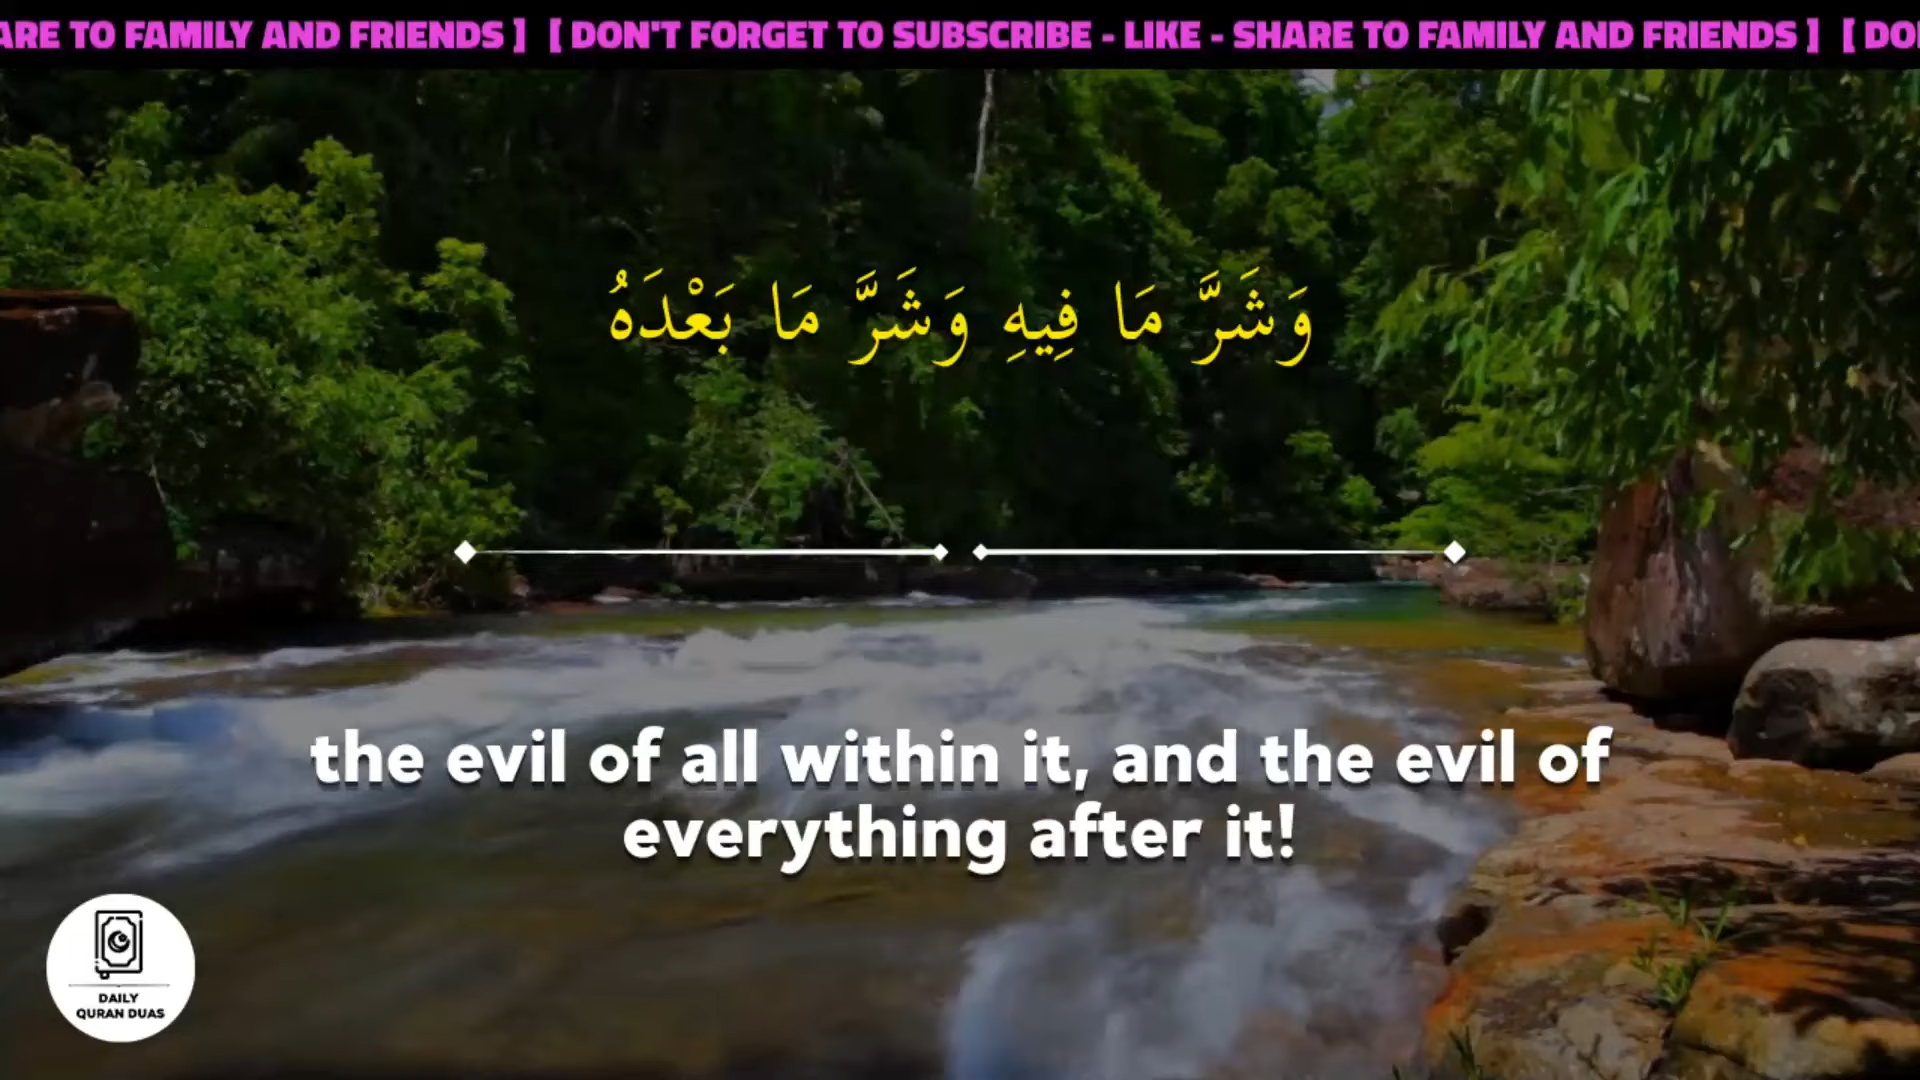 ARE TO FAMILY AND FRIENDS ] [ DON'T FORGET TO SUBSCRIBE - LIKE - SHARE TO FAMILY AND FRIENDS ] [ DO
وَشَرَّ مَا فِيهِ وَشَرَّ مَا بَعْدَهُ
the evil of all within it, and the evil of
everything after it!
DAILY
QURAN DUAS